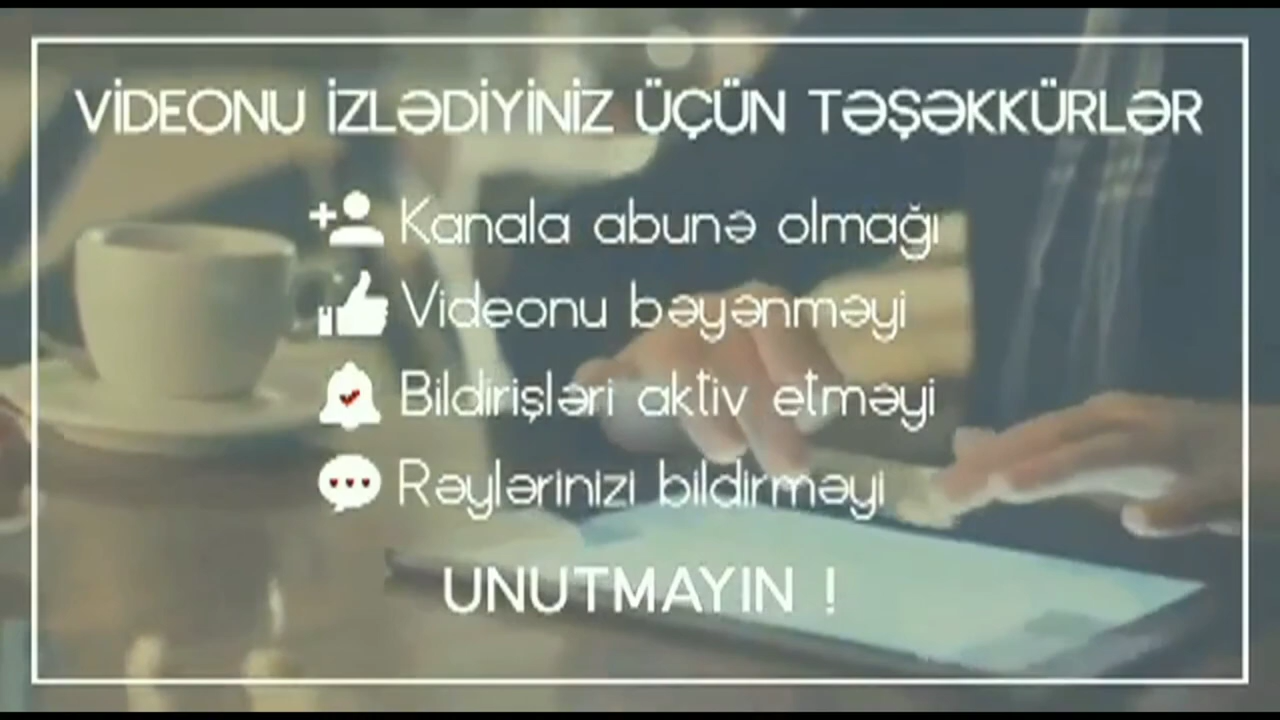 VİDEONU İZLƏDİYİNİZ ÜÇÜN TƏŞƏKKÜRLƏR
Kanala abunə olmağı
Videonu bəyənməyi
Bildirişləri aktiv etməyi
Rəylərinizi bildirməyi
UNUTMAYIN !